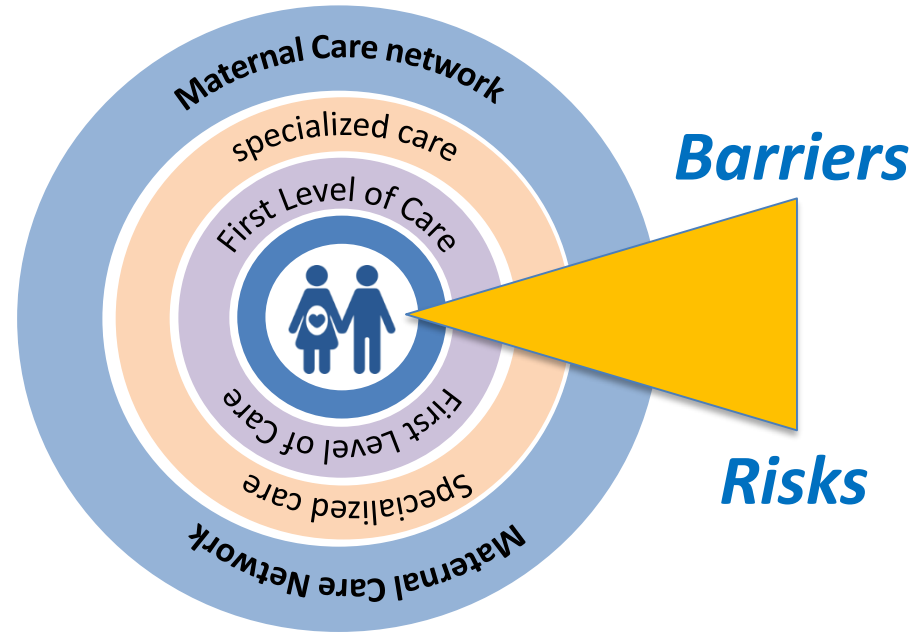 Maternal Care network
specialized care
First Level of Care
Barriers
First Level of Care
Specialized care
Maternal Care Network
Risks